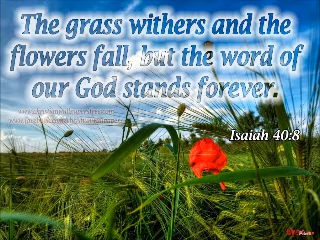 The grass withers and the
flowers fall, but the word of
our God stands forever.
Isaiah 40:8